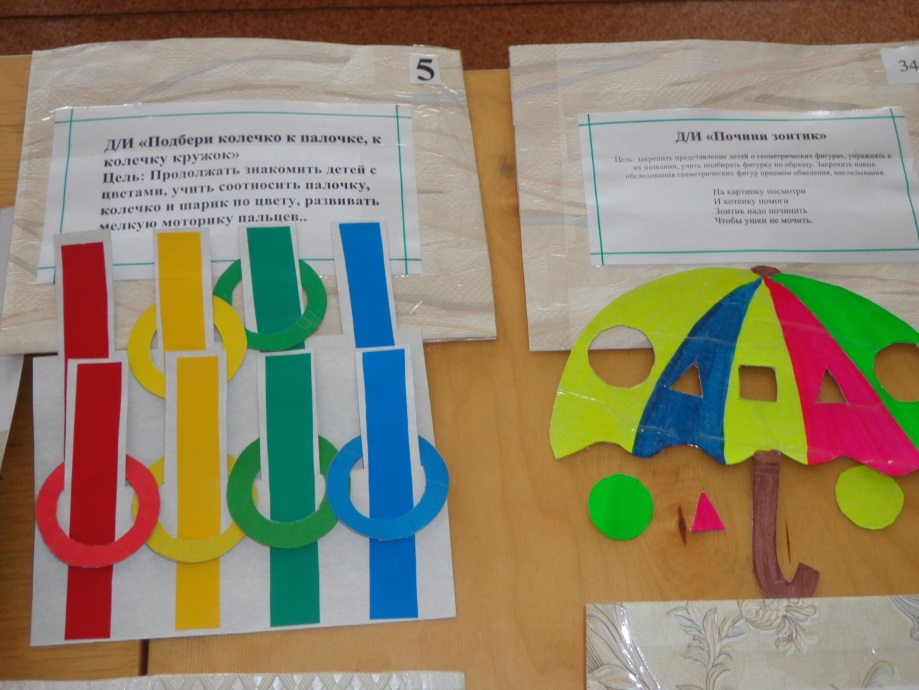 5
Д/И «Подбери колечко к палочке, к
колечку кружок»
Цель: Продолжать знакомить детей с
цветами, учить соотносить палочку,
колечко и шарик по цвету, развивать
мелкую моторику пальцев..
34
Д/И «Почини зонтик»
Цель: закрепить представление детей о геометрических фигурах, упражнять в
их названии, учить подбирать фигурку по образцу. Закрепить навык
обследования геометрических фигур приемом обведения, накладывания.
На картинку посмотри
И котенку помоги
Зонтик надо починить
Чтобы ушки не мочить.